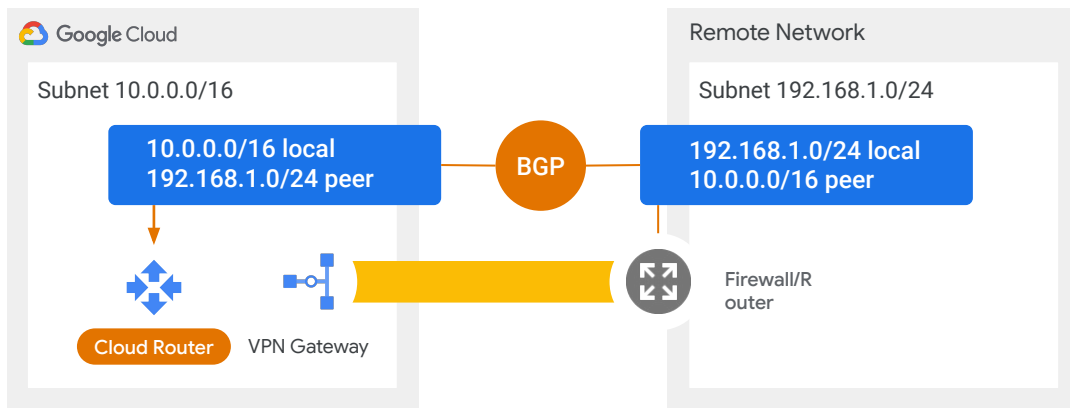 Google Cloud
Subnet 10.0.0.0/16
10.0.0.0/16 local
192.168.1.0/24 peer
Cloud Router
VPN Gateway
BGP
Remote Network
Subnet 192.168.1.0/24
192.168.1.0/24 local
10.0.0.0/16 peer
Firewall/R
outer